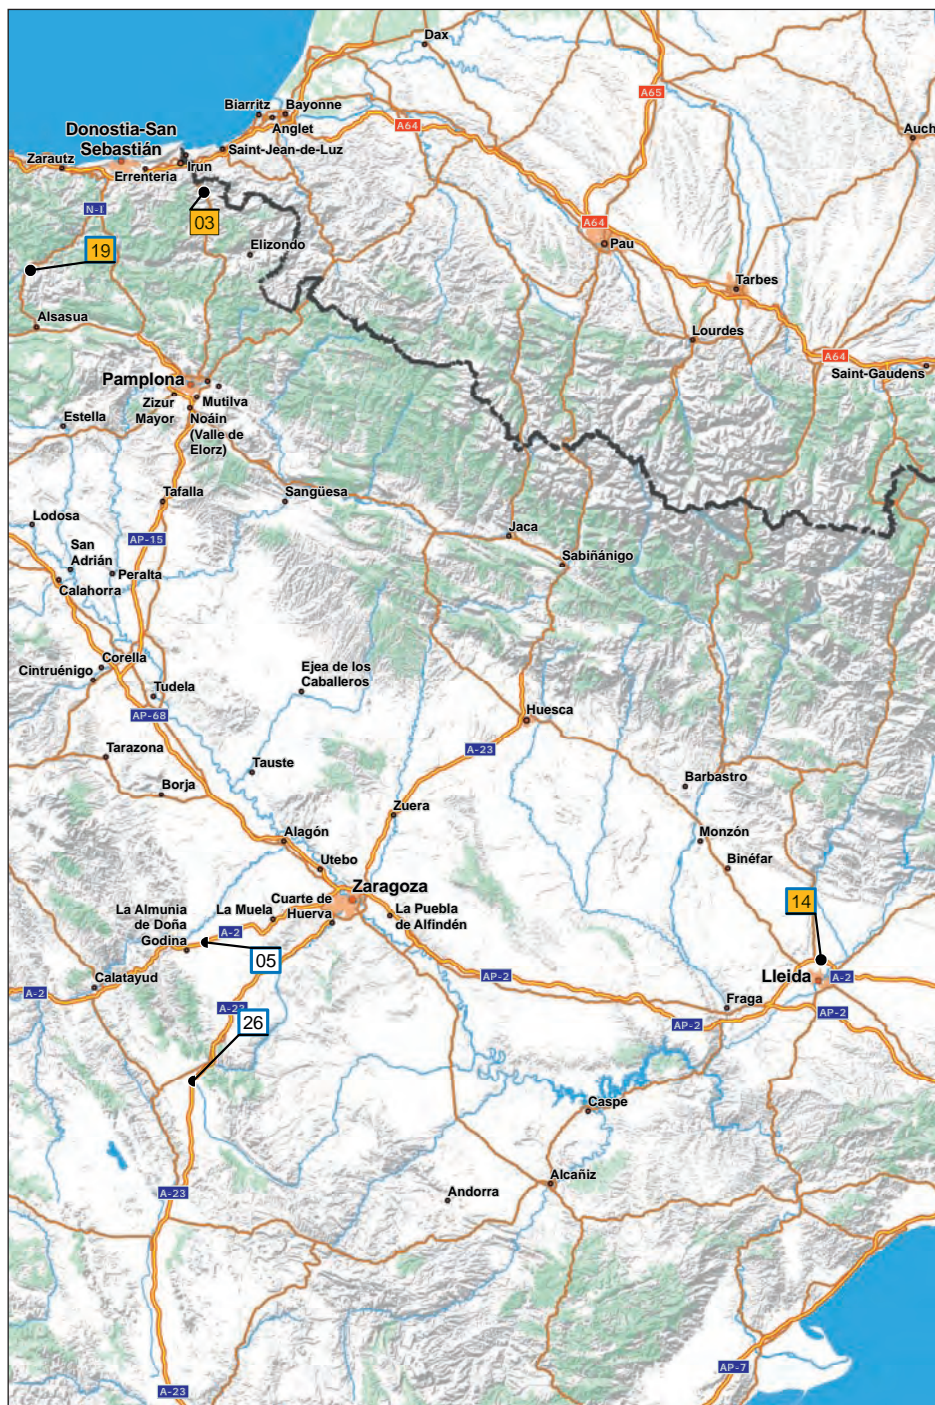 Dax
A65
Biarritz
Bayonne
Anglet
A64
Auch
Donostia-San
Sebastián
Saint-Jean-de-Luz
Zarautz
Irun
Errenteria
N-I
03
A64
Pau
19
Elizondo
Tarbes
Alsasua
Lourdes
A64
Saint-Gaudens
Pamplona
Mutilva
Zizur
Mayor
Noáin
(Valle de
Elorz)
Estella
Tafalla
Sangüesa
Lodosa
AP-15
Jaca
San
Adrián
Peralta
Sabiñánigo
Calahorra
Corella
Cintruénigo
Ejea de los
Caballeros
Tudela
AP-68
Huesca
A-23
Tarazona
Tauste
Borja
Barbastro
Zuera
Alagón
Monzón
Utebo
Binéfar
Zaragoza
Cuarte de
Huerva
14
La Almunia
de Doña
Godina
La Muela
La Puebla
de Alfindén
A-2
05
Calatayud
AP-2
Lleida
A-2
A-2
Fraga
A-23
AP-2
26
AP-2
Caspe
Alcañiz
Andorra
A-23
AP-7
A-23